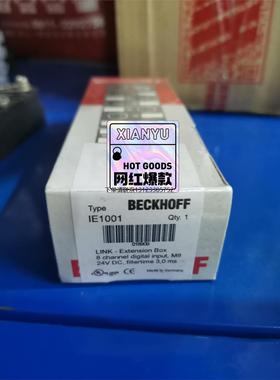 XIANYU
HOT GOODS
网红爆款
Type
BECKHOFF
IE1001
Qty. 1
LINK - Extension Box
8 channel digital input, M8
24V DC, filtertime 3,0 ms
Made in Germany